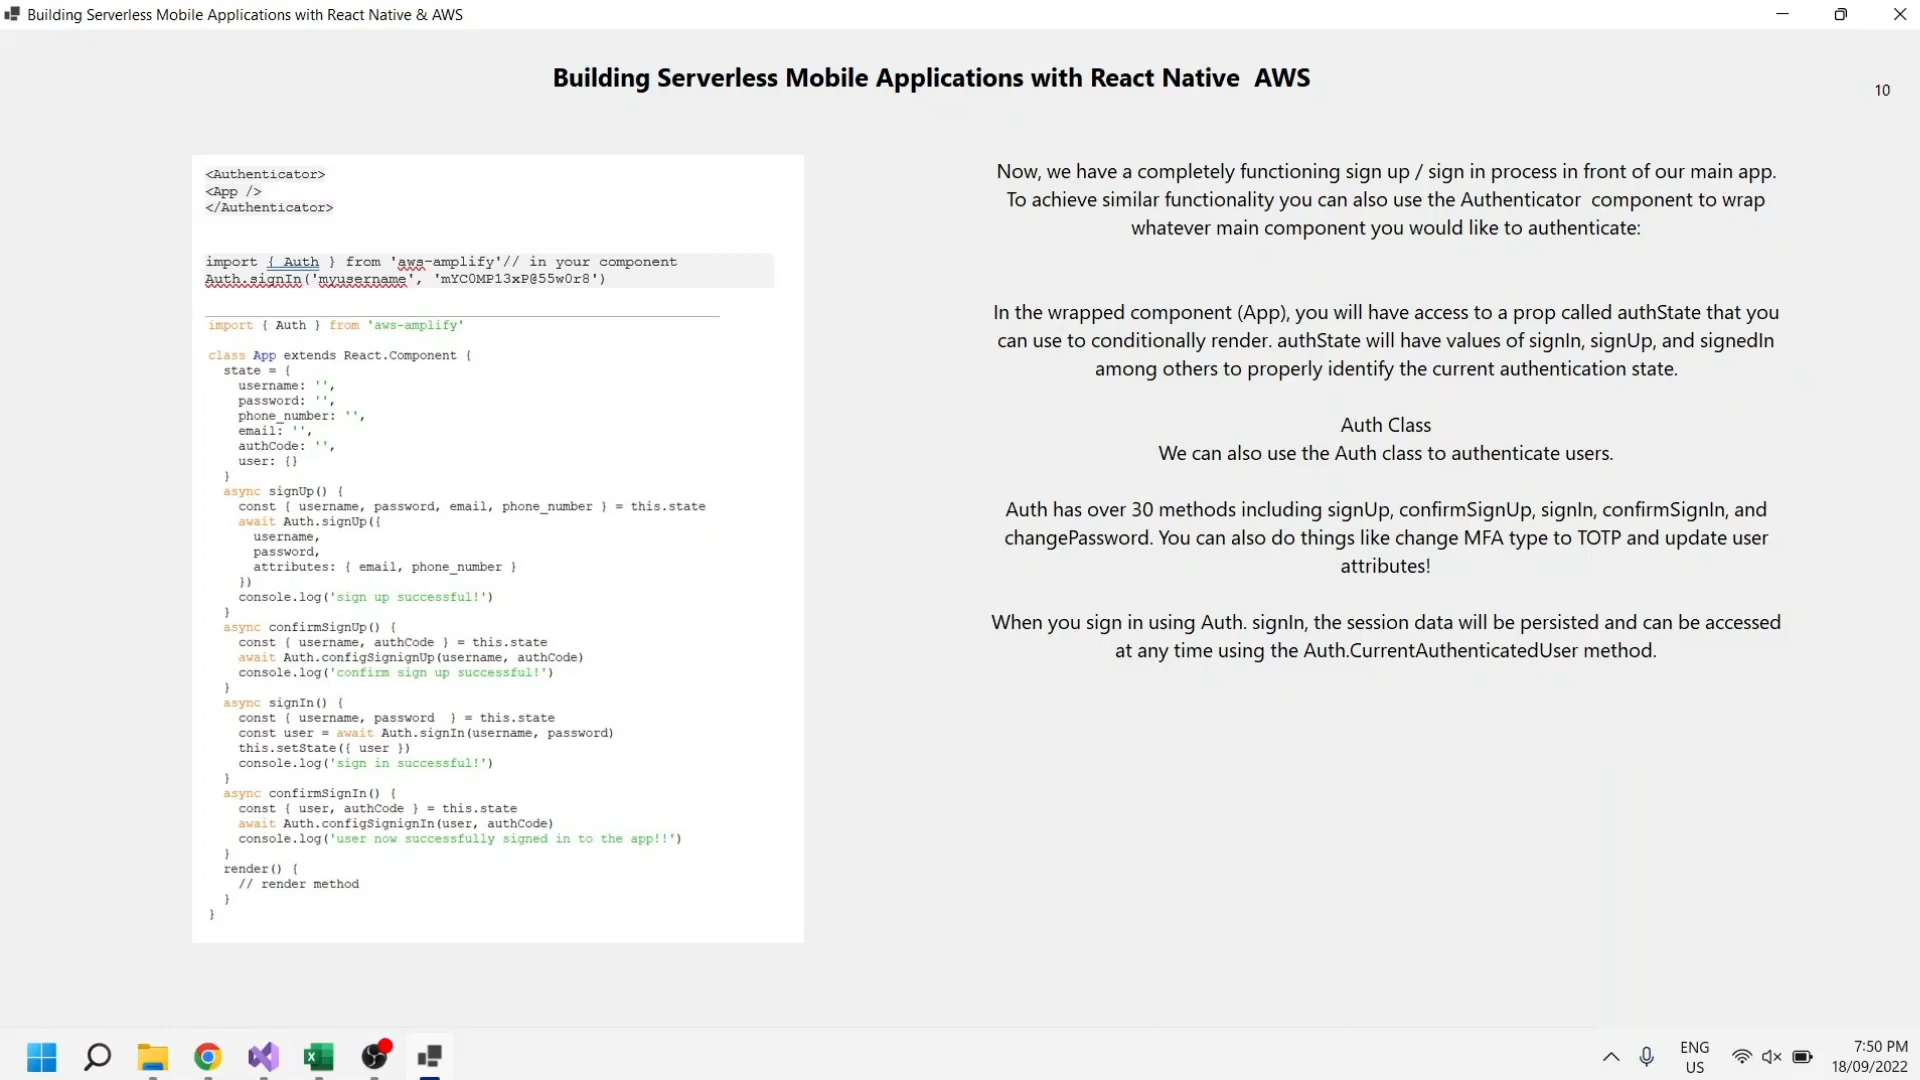 Building Serverless Mobile Applications with React Native & AWS
Building Serverless Mobile Applications with React Native  AWS
10
<Authenticator>
<App />
</Authenticator>
import { Auth } from 'aws-amplify'// in your component
Auth.signIn('myusername', 'mYC0MP13xP@55w0r8')
import { Auth } from 'aws-amplify'
class App extends React.Component {
  state = {
    username: '',
    password: '',
    phone_number: '',
    email: '',
    authCode: '',
    user: {}
  }
  async signUp() {
    const { username, password, email, phone_number } = this.state
    await Auth.signUp({
      username,
      password,
      attributes: { email, phone_number }
    })
    console.log('sign up successful!')
  }
  async confirmSignUp() {
    const { username, authCode } = this.state
    await Auth.configSignignUp(username, authCode)
    console.log('confirm sign up successful!')
  }
  async signIn() {
    const { username, password  } = this.state
    const user = await Auth.signIn(username, password)
    this.setState({ user })
    console.log('sign in successful!')
  }
  async confirmSignIn() {
    const { user, authCode } = this.state
    await Auth.configSignignIn(user, authCode)
    console.log('user now successfully signed in to the app!!')
  }
  render() {
    // render method
  }
}
Now, we have a completely functioning sign up / sign in process in front of our main app.
To achieve similar functionality you can also use the Authenticator  component to wrap
whatever main component you would like to authenticate:
In the wrapped component (App), you will have access to a prop called authState that you
can use to conditionally render. authState will have values of signIn, signUp, and signedIn
among others to properly identify the current authentication state.
Auth Class
We can also use the Auth class to authenticate users.
Auth has over 30 methods including signUp, confirmSignUp, signIn, confirmSignIn, and
changePassword. You can also do things like change MFA type to TOTP and update user
attributes!
When you sign in using Auth. signIn, the session data will be persisted and can be accessed
at any time using the Auth.CurrentAuthenticatedUser method.
ENG
US
7:50 PM
18/09/2022